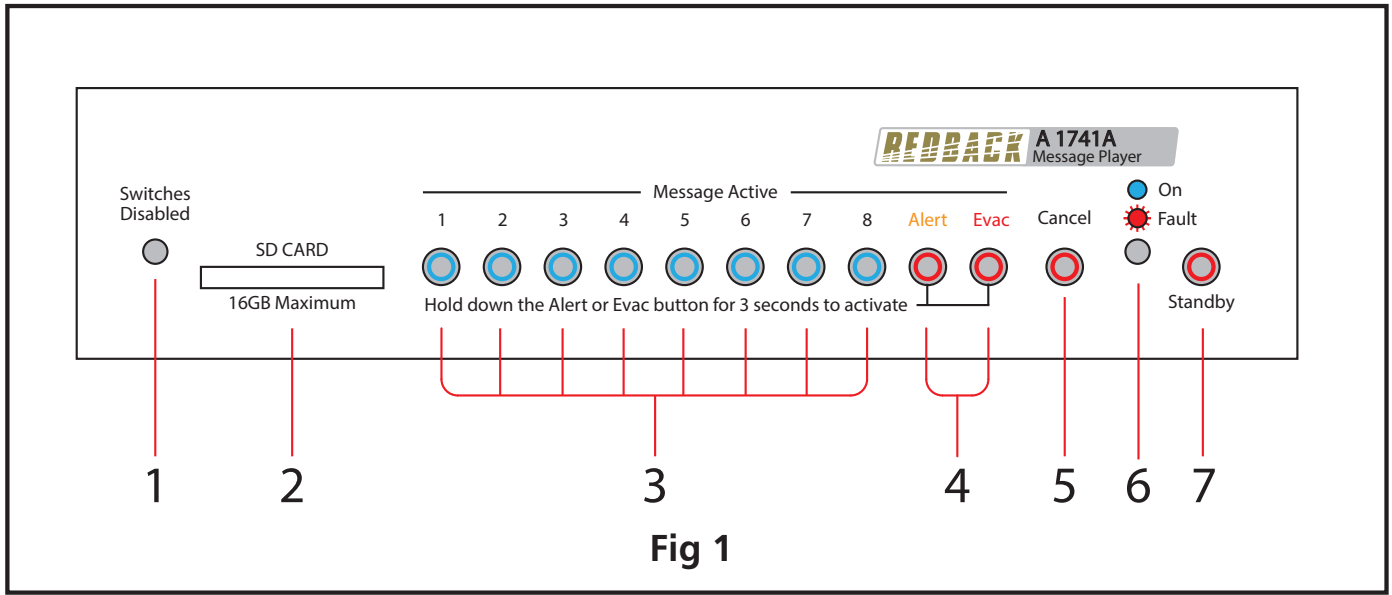 REDBACK A 1741A
Message Player
Switches
Disabled
Message Active
On
1 2 3 4 5 6 7 8 Alert Evac Cancel Fault
SD CARD
16GB Maximum
Hold down the Alert or Evac button for 3 seconds to activate
Standby
1 2 3 4 5 6 7
Fig 1